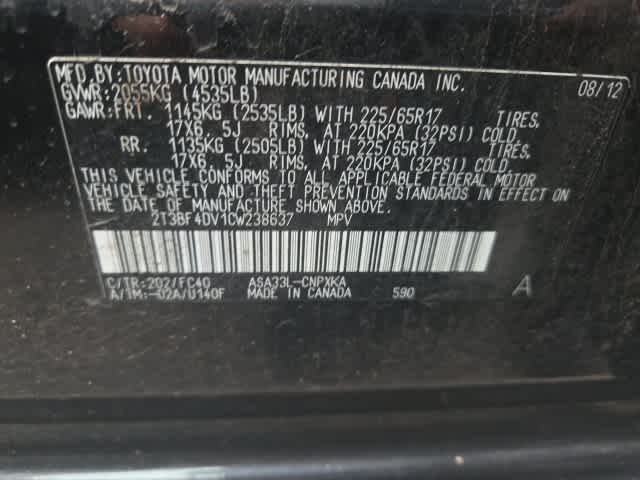 MFD. BY: TOYOTA MOTOR MANUFACTURING CANADA INC.
08/12
GVWR: 2055KG (4535LB)
GAWR: FRT. 1145KG (2535LB) WITH 225/65R17 TIRES,
17X6. 5J RIMS, AT 220KPA (32PSI) COLD
RR. 1135KG (2505LB) WITH 225/65R17 TIRES,
17X6. 5J RIMS, AT 220KPA (32PSI) COLD
THIS VEHICLE CONFORMS TO ALL APPLICABLE FEDERAL MOTOR
VEHICLE SAFETY AND THEFT PREVENTION STANDARDS IN EFFECT ON
THE DATE OF MANUFACTURE SHOWN ABOVE.
2T3BF4DV1CW238637 MPV
C/TR: 202/FC40 ASA33L-CNPXKA
A/TM: -02A/U140F MADE IN CANADA 590 A